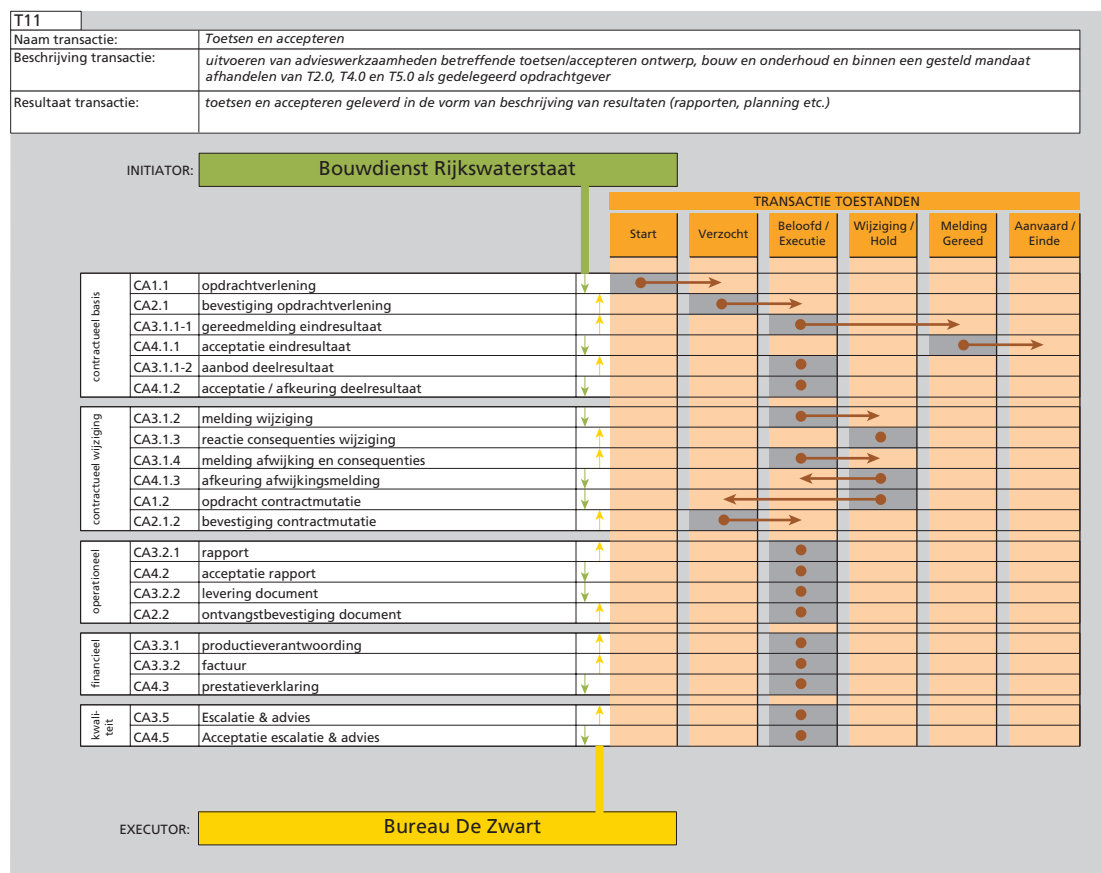 T11
Naam transactie: Toetsen en accepteren
Beschrijving transactie: uitvoeren van advieswerkzaamheden betreffende toetsen/accepteren ontwerp, bouw en onderhoud en binnen een gesteld mandaat
afhandelen van T2.0, T4.0 en T5.0 als gedelegeerd opdrachtgever
Resultaat transactie: toetsen en accepteren geleverd in de vorm van beschrijving van resultaten (rapporten, planning etc.)
INITIATOR: Bouwdienst Rijkswaterstaat
TRANSACTIE TOESTANDEN
Start
Verzocht
Beloofd /
Executie
Wijziging /
Hold
Melding
Gereed
Aanvaard /
Einde
contractueel basis
CA1.1 opdrachtverlening
CA2.1 bevestiging opdrachtverlening
CA3.1.1-1 gereedmelding eindresultaat
CA4.1.1 acceptatie eindresultaat
CA3.1.1-2 aanbod deelresultaat
CA4.1.2 acceptatie / afkeuring deelresultaat
contractueel wijziging
CA3.1.2 melding wijziging
CA3.1.3 reactie consequenties wijziging
CA3.1.4 melding afwijking en consequenties
CA4.1.3 afkeuring afwijkingsmelding
CA1.2 opdracht contractmutatie
CA2.1.2 bevestiging contractmutatie
operationeel
CA3.2.1 rapport
CA4.2 acceptatie rapport
CA3.2.2 levering document
CA2.2 ontvangstbevestiging document
financieel
CA3.3.1 productieverantwoording
CA3.3.2 factuur
CA4.3 prestatieverklaring
kwali-
teit
CA3.5 Escalatie & advies
CA4.5 Acceptatie escalatie & advies
EXECUTOR: Bureau De Zwart